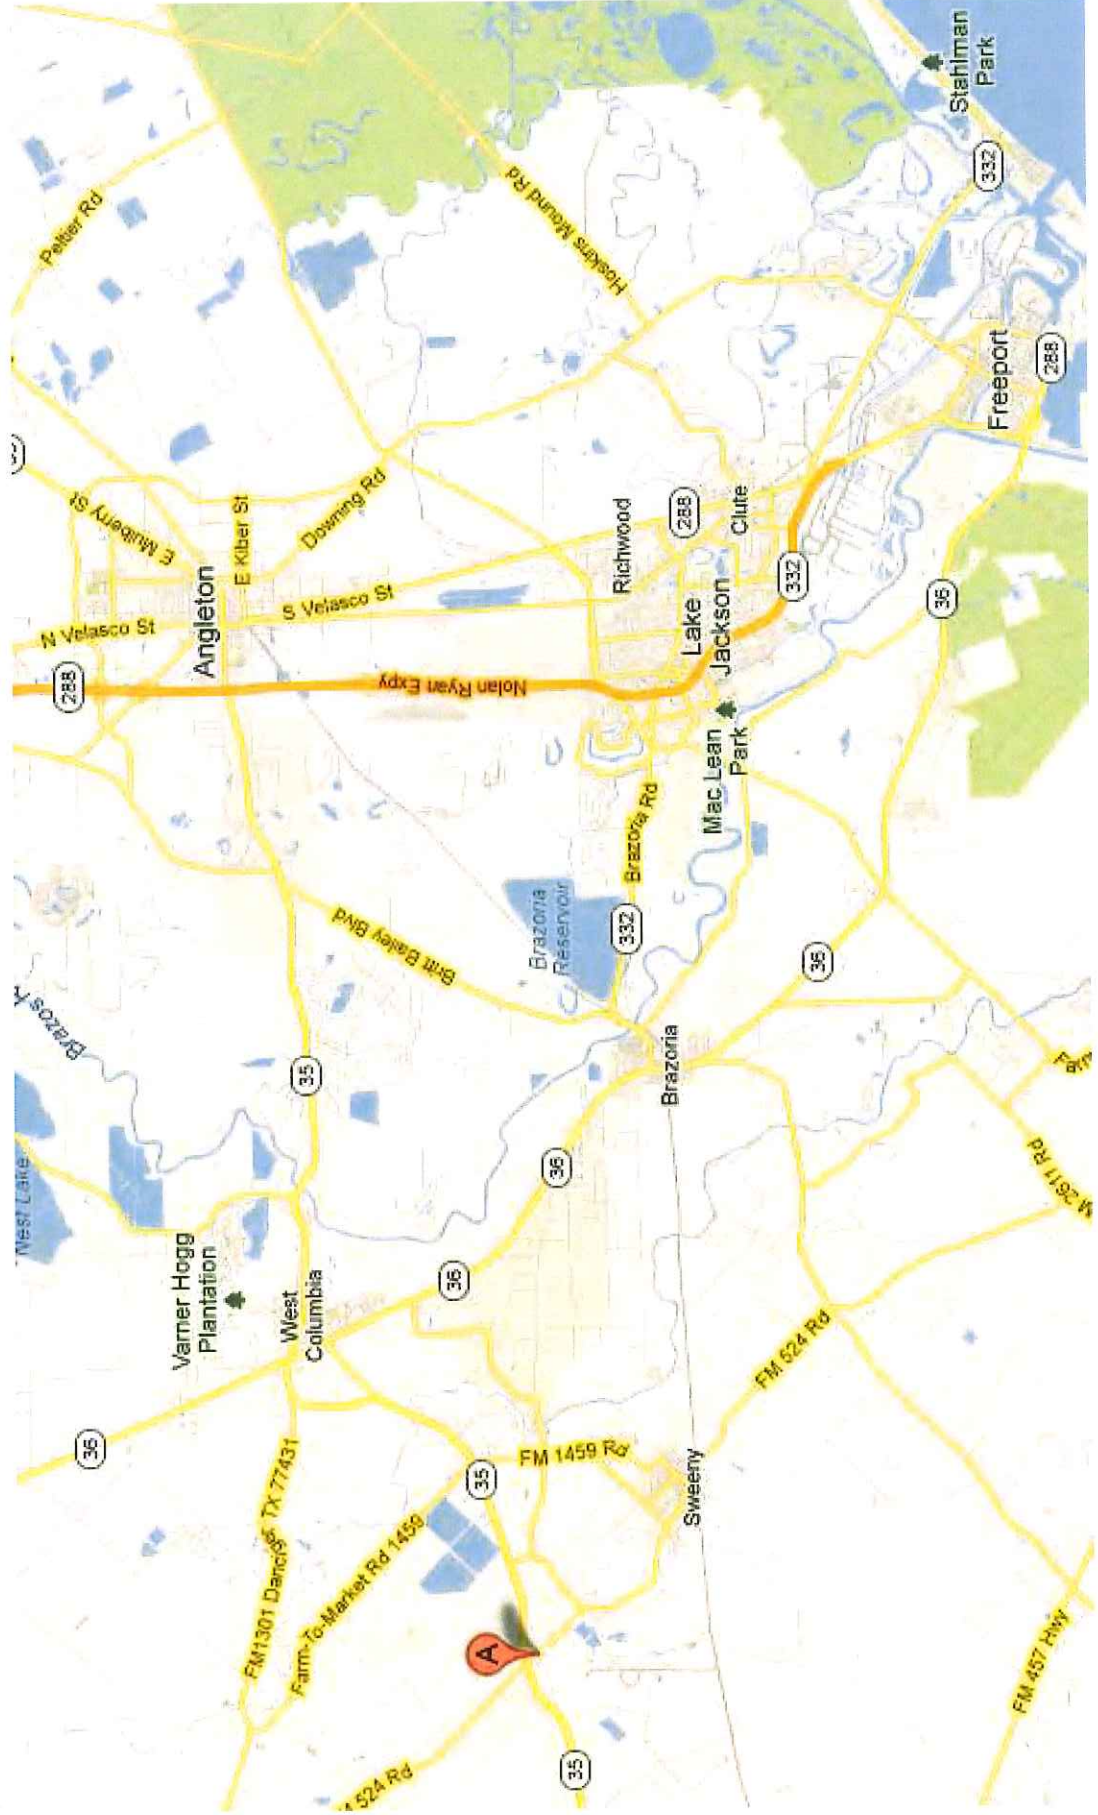 Nest Lake
Brazos R
36
Peltier Rd
288
N Velasco St
E Mulberry St
Varner Hogg
Plantation
Angleton
E Kiber St
FM1301 Danciger, TX 77431
Farm-To-Market Rd 1459
West
Columbia
35
Downing Rd
S Velasco St
52A Rd
Britt Bailey Blvd
Nolan Ryan Expy
36
35
A
Hoskins Mound Rd
FM 1459 Rd
36
Brazoria
Reservoir
35
332
Brazoria Rd
Richwood
288
Brazoria
Sweeny
Lake
Jackson
Clute
Mac Lean
Park
332
FM 524 Rd
36
36
Stahlman
Park
332
Freeport
288
FM 457 Hwy
2611 Rd